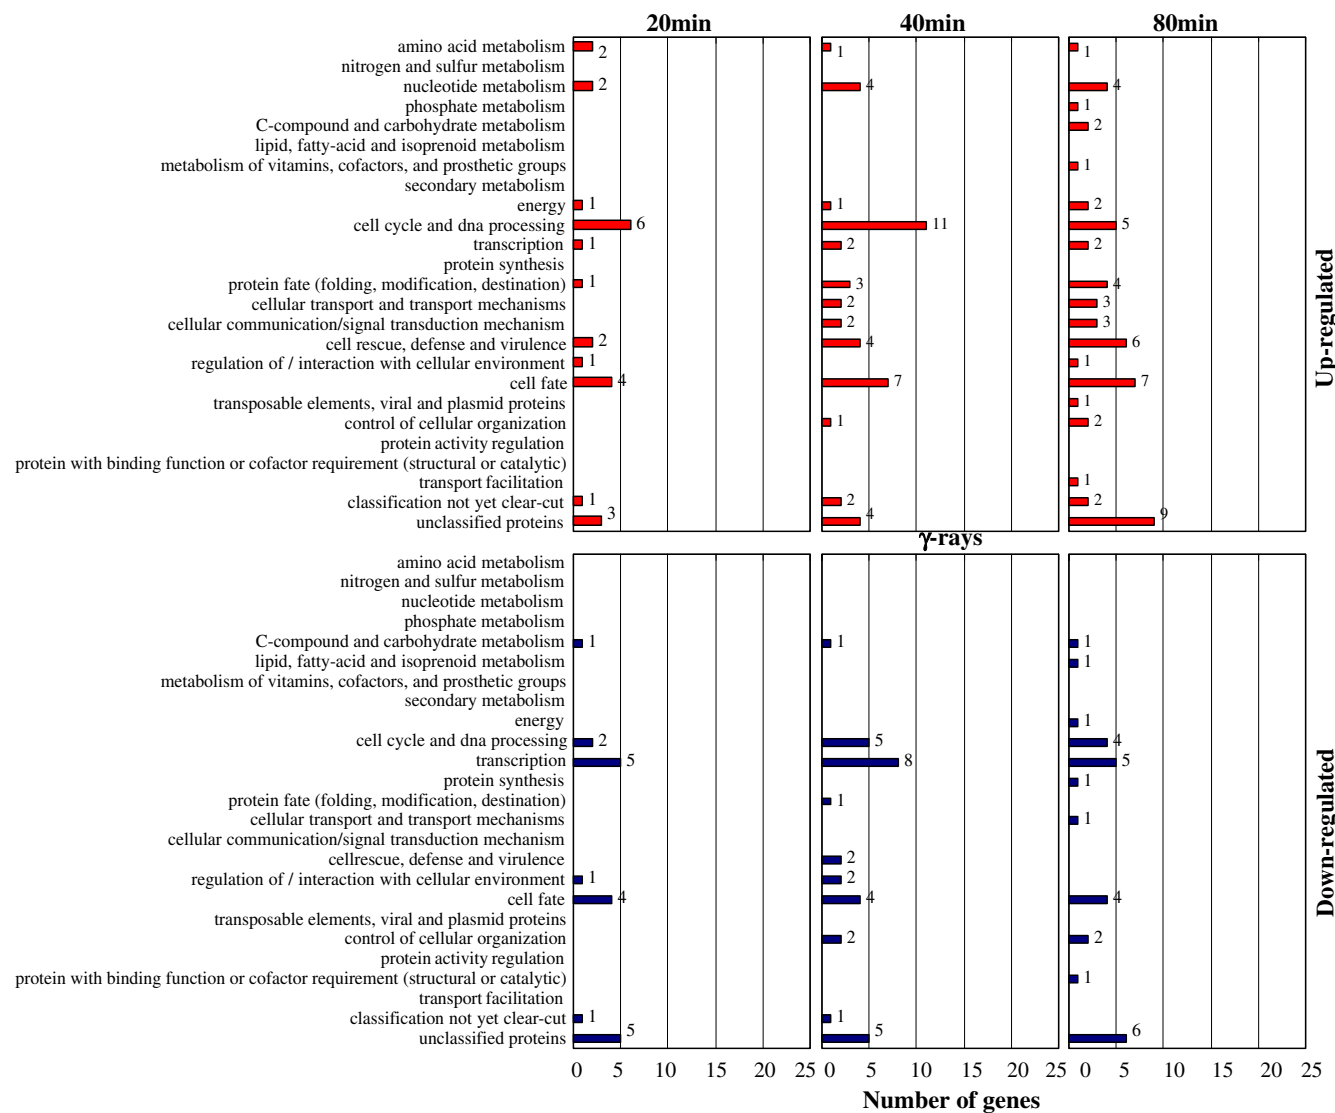 20min 40min 80min
amino acid metabolism 2 1 1
nitrogen and sulfur metabolism
nucleotide metabolism 2 4 4
phosphate metabolism 1
C-compound and carbohydrate metabolism 2
lipid, fatty-acid and isoprenoid metabolism
metabolism of vitamins, cofactors, and prosthetic groups 1
secondary metabolism
energy 1 1 2
cell cycle and dna processing 6 11 5
transcription 1 2 2
protein synthesis
protein fate (folding, modification, destination) 1 3 4
cellular transport and transport mechanisms 2 3
cellular communication/signal transduction mechanism 2 3
cell rescue, defense and virulence 2 4 6
regulation of / interaction with cellular environment 1 1
cell fate 4 7 7
transposable elements, viral and plasmid proteins 1
control of cellular organization 1 2
protein activity regulation
protein with binding function or cofactor requirement (structural or catalytic)
transport facilitation 1
classification not yet clear-cut 1 2 2
unclassified proteins 3 4 9
Up-regulated
γ-rays
amino acid metabolism
nitrogen and sulfur metabolism
nucleotide metabolism
phosphate metabolism
C-compound and carbohydrate metabolism 1 1 1
lipid, fatty-acid and isoprenoid metabolism 1
metabolism of vitamins, cofactors, and prosthetic groups
secondary metabolism
energy 1
cell cycle and dna processing 2 5 4
transcription 5 8 5
protein synthesis 1
protein fate (folding, modification, destination) 1
cellular transport and transport mechanisms 1
cellular communication/signal transduction mechanism
cellrescue, defense and virulence 2
regulation of / interaction with cellular environment 1 2
cell fate 4 4 4
transposable elements, viral and plasmid proteins
control of cellular organization 2 2
protein activity regulation
protein with binding function or cofactor requirement (structural or catalytic) 1
transport facilitation
classification not yet clear-cut 1 1
unclassified proteins 5 5 6
Down-regulated
0 5 10 15 20 25 0 5 10 15 20 25 0 5 10 15 20 25
Number of genes